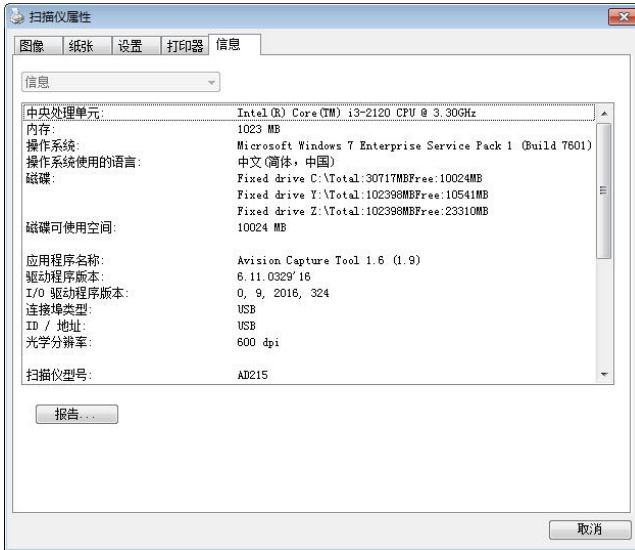 扫描仪属性
图像 纸张 设置 打印器 信息
信息
中央处理单元: Intel(R) Core(TM) i3-2120 CPU @ 3.30GHz
内存: 1023 MB
操作系统: Microsoft Windows 7 Enterprise Service Pack 1 (Build 7601)
操作系统使用的语言: 中文(简体，中国)
磁碟: Fixed drive C:\Total:30717MBFree:10024MB
Fixed drive Y:\Total:102398MBFree:10541MB
Fixed drive Z:\Total:102398MBFree:23310MB
磁碟可使用空间: 10024 MB
应用程序名称: Avision Capture Tool 1.6 (1.9)
驱动程序版本: 6.11.0329'16
I/O 驱动程序版本: 0, 9, 2016, 324
连接埠类型: USB
ID / 地址: USB
光学分辨率: 600 dpi
扫描仪型号: AD215
报告...
取消